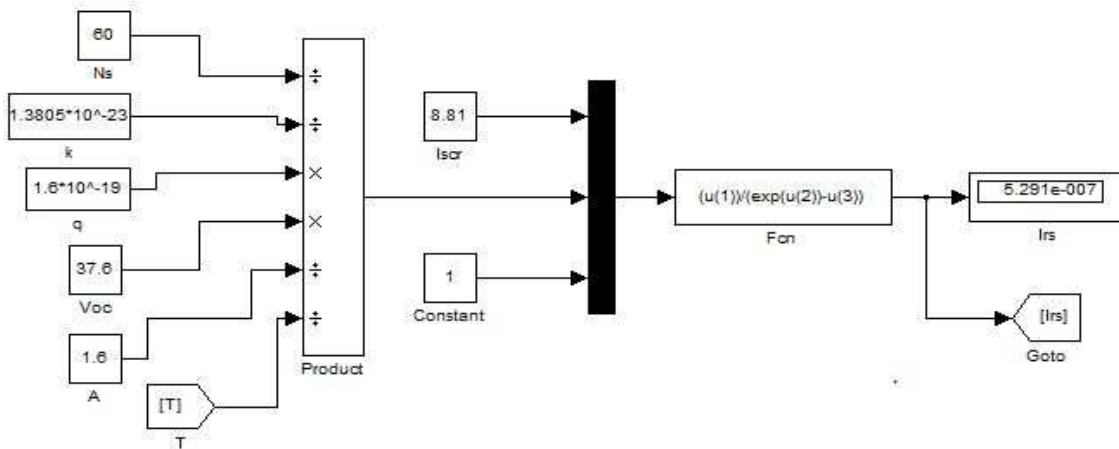 60
Ns
÷
1.3805*10^-23
÷
k
1.6*10^-19
×
q
×
37.6
Voc
÷
1.6
A
÷
[T]
T
Product
8.81
Iscr
1
Constant
(u(1))/(exp(u(2))-u(3))
Fcn
5.291e-007
Irs
[Irs]
Goto